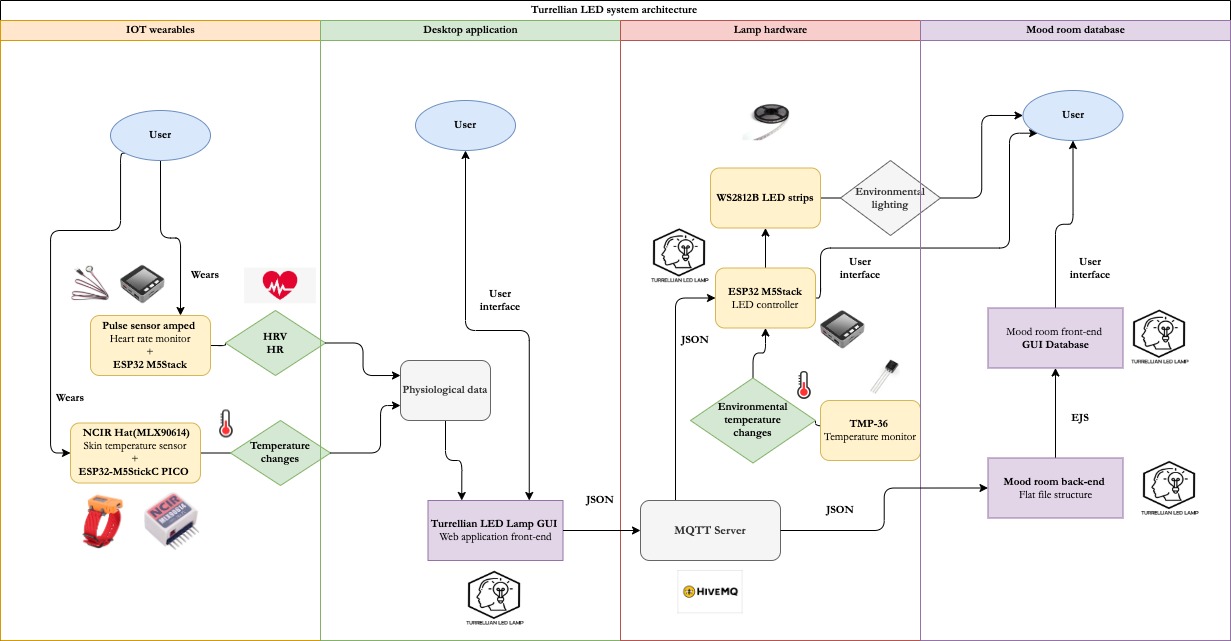 Turrellian LED system architecture
IOT wearables
Desktop application
Lamp hardware
Mood room database
User
Wears
Pulse sensor amped
Heart rate monitor
+
ESP32 M5Stack
HRV
HR
Wears
NCIR Hat(MLX90614)
Skin temperature sensor
+
ESP32-M5StickC PICO
Temperature
changes
NCIR
MLX90614
User
User
interface
Physiological data
Turrellian LED Lamp GUI
Web application front-end
TURRELLIAN LED LAMP
JSON
WS2812B LED strips
Environmental
lighting
TURRELLIAN LED LAMP
ESP32 M5Stack
LED controller
User
interface
JSON
Environmental
temperature
changes
TMP-36
Temperature monitor
MQTT Server
HIVEMQ
JSON
User
User
interface
Mood room front-end
GUI Database
TURRELLIAN LED LAMP
EJS
Mood room back-end
Flat file structure
TURRELLIAN LED LAMP